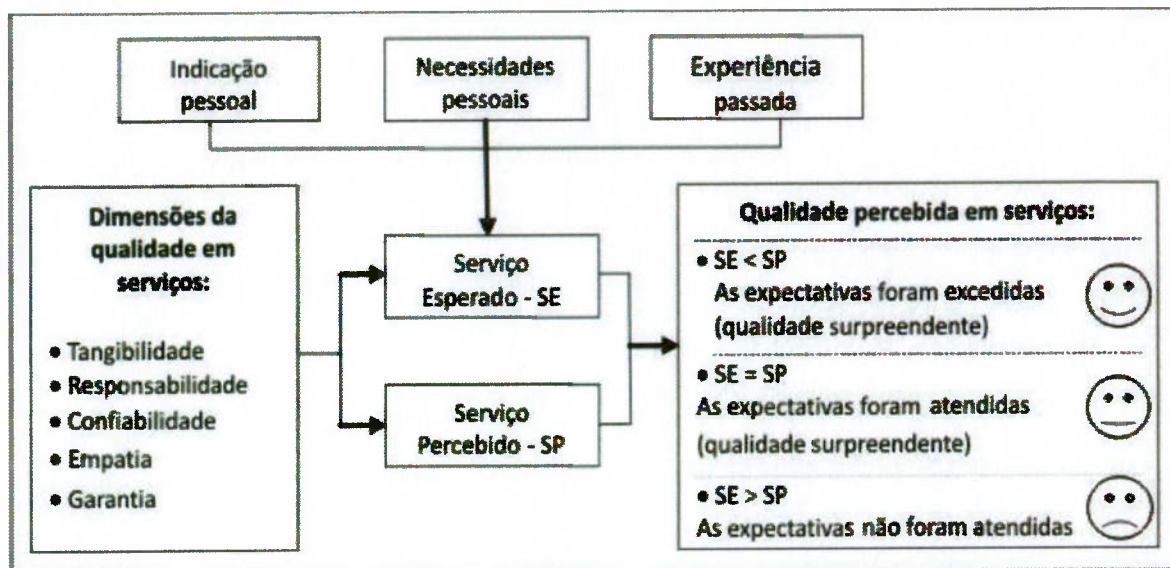 Indicação
pessoal
Necessidades
pessoais
Experiência
passada
Dimensões da
qualidade em
serviços:
● Tangibilidade
● Responsabilidade
● Confiabilidade
● Empatia
● Garantia
Serviço
Esperado - SE
Serviço
Percebido - SP
Qualidade percebida em serviços:
● SE < SP
As expectativas foram excedidas
(qualidade surpreendente)
● SE = SP
As expectativas foram atendidas
(qualidade surpreendente)
● SE > SP
As expectativas não foram atendidas